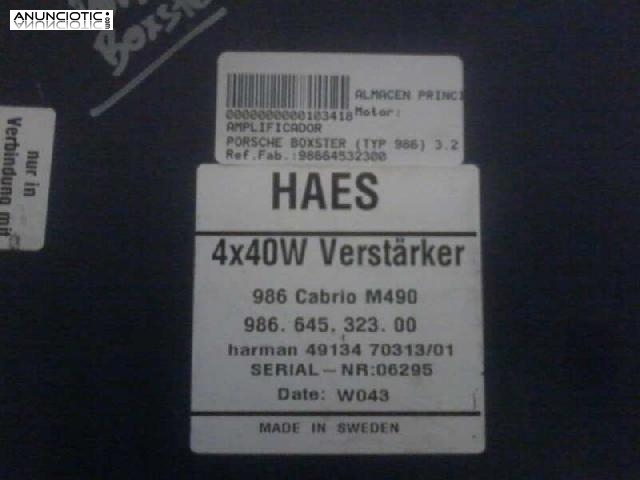 ANUNCIOTIC.COM
Boxster
nur in
Verbindung mit
ALMACEN PRINCI
0000000000103418 Motor:
AMPLIFICADOR
PORSCHE BOXSTER (TYP 986) 3.2
Ref.Fab.:98664532300
HAES
4x40W Verstärker
986 Cabrio M490
986. 645. 323. 00
harman 49134 70313/01
SERIAL-NR:06295
Date: W043
MADE IN SWEDEN